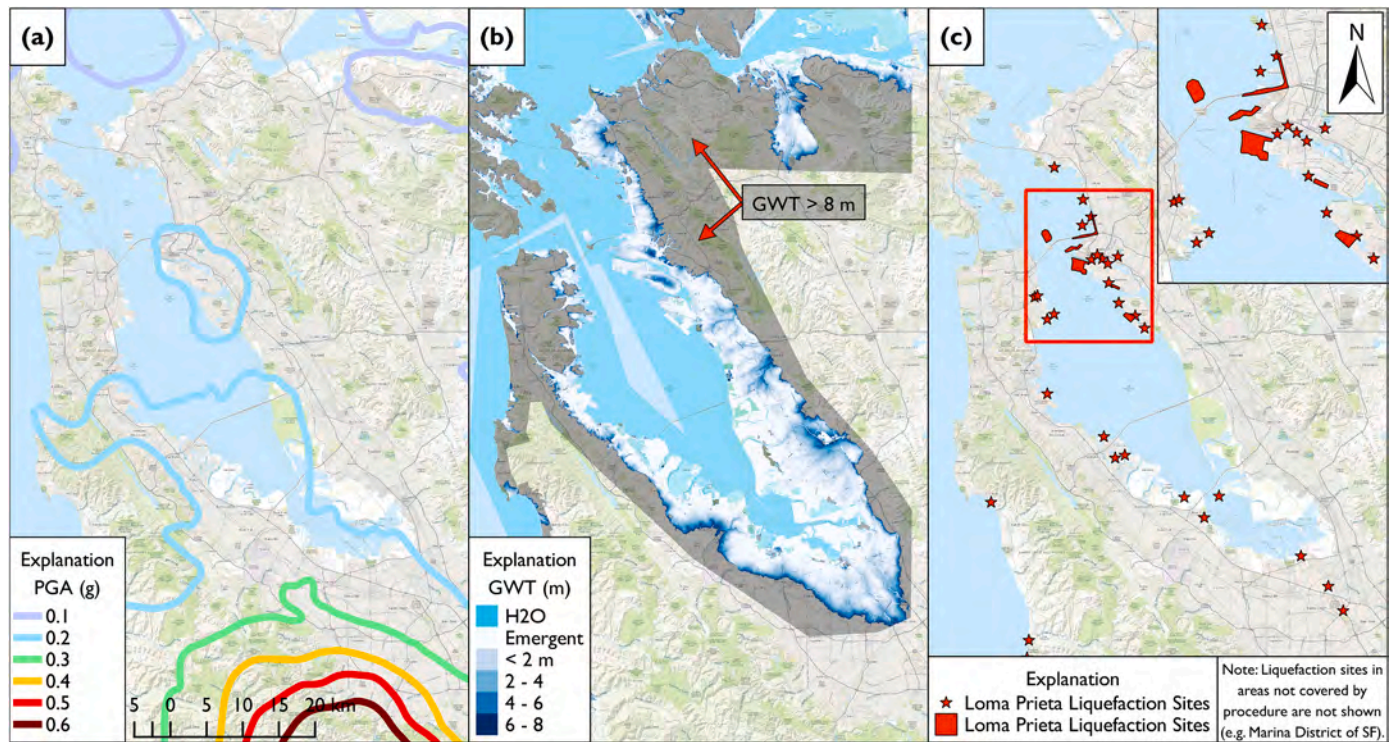 (a)
Explanation
PGA (g)
0.1
0.2
0.3
0.4
0.5
0.6
5 0 5 10 15 20 km
(b)
GWT > 8 m
Explanation
GWT (m)
H2O
Emergent
< 2 m
2 - 4
4 - 6
6 - 8
(c)
N
Explanation
Loma Prieta Liquefaction Sites
Loma Prieta Liquefaction Sites
Note: Liquefaction sites in
areas not covered by
procedure are not shown
(e.g. Marina District of SF).